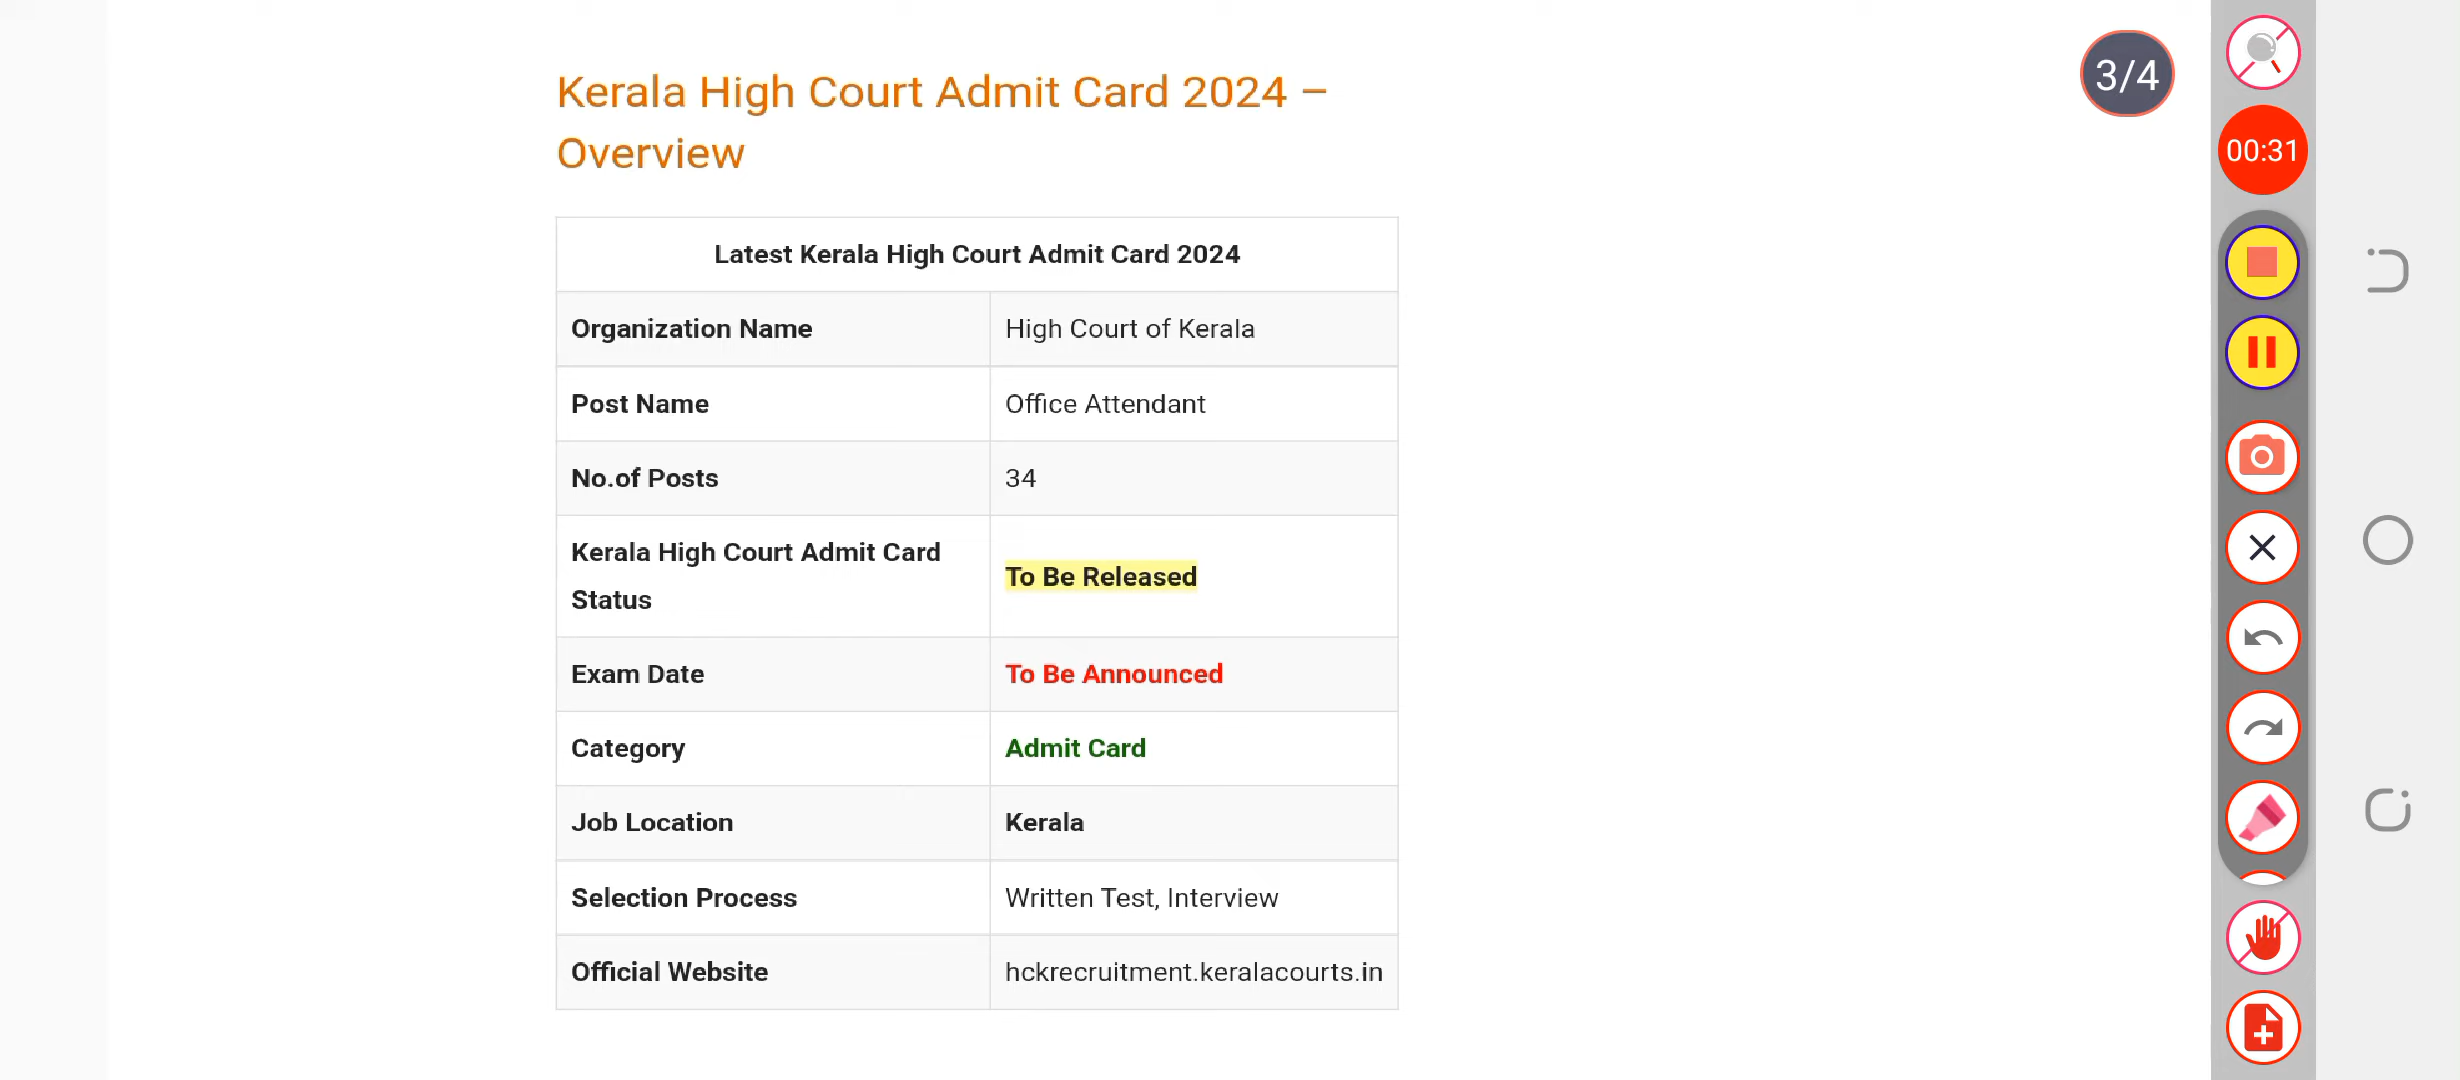 Kerala High Court Admit Card 2024 –
Overview
3/4
00:31
Latest Kerala High Court Admit Card 2024
Organization Name High Court of Kerala
Post Name Office Attendant
No.of Posts 34
Kerala High Court Admit Card
Status To Be Released
Exam Date To Be Announced
Category Admit Card
Job Location Kerala
Selection Process Written Test, Interview
Official Website hckrecruitment.keralacourts.in